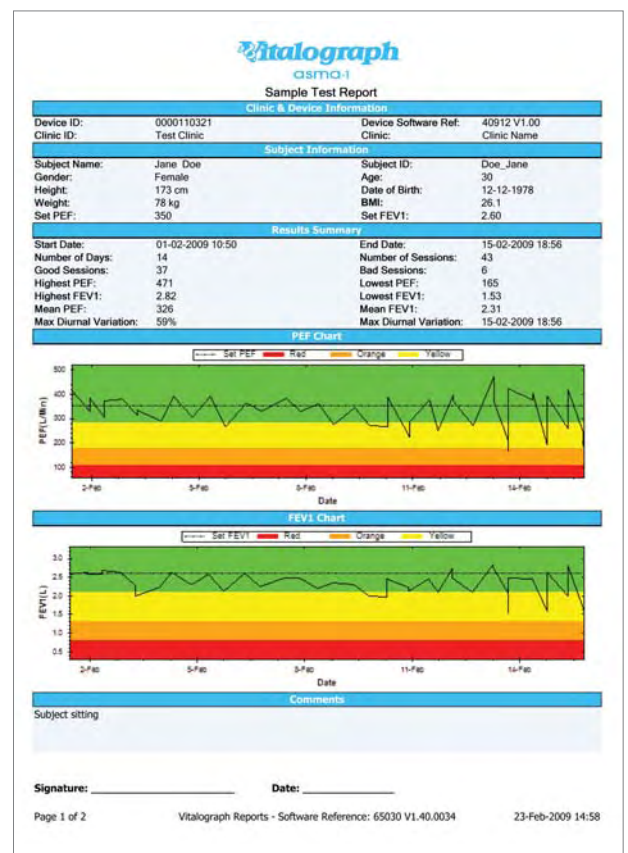 Vitalograph
asma-1
Sample Test Report
Clinic & Device Information
Device ID: 0000110321 Device Software Ref: 40912 V1.00
Clinic ID: Test Clinic Clinic: Clinic Name
Subject Information
Subject Name: Jane Doe Subject ID: Doe_Jane
Gender: Female Age: 30
Height: 173 cm Date of Birth: 12-12-1978
Weight: 78 kg BMI: 26.1
Set PEF: 350 Set FEV1: 2.60
Results Summary
Start Date: 01-02-2009 10:50 End Date: 15-02-2009 18:56
Number of Days: 14 Number of Sessions: 43
Good Sessions: 37 Bad Sessions: 6
Highest PEF: 471 Lowest PEF: 165
Highest FEV1: 2.82 Lowest FEV1: 1.53
Mean PEF: 326 Mean FEV1: 2.31
Max Diurnal Variation: 59% Max Diurnal Variation: 15-02-2009 18:56
PEF Chart
Set PEF Red Orange Yellow
500
400
300
200
100
PEF(L/Min)
2-Feb 5-Feb 8-Feb 11-Feb 14-Feb
Date
FEV1 Chart
Set FEV1 Red Orange Yellow
3.0
2.5
2.0
1.5
1.0
0.5
FEV1(L)
2-Feb 5-Feb 8-Feb 11-Feb 14-Feb
Date
Comments
Subject sitting
Signature: Date:
Page 1 of 2 Vitalograph Reports - Software Reference: 65030 V1.40.0034 23-Feb-2009 14:58